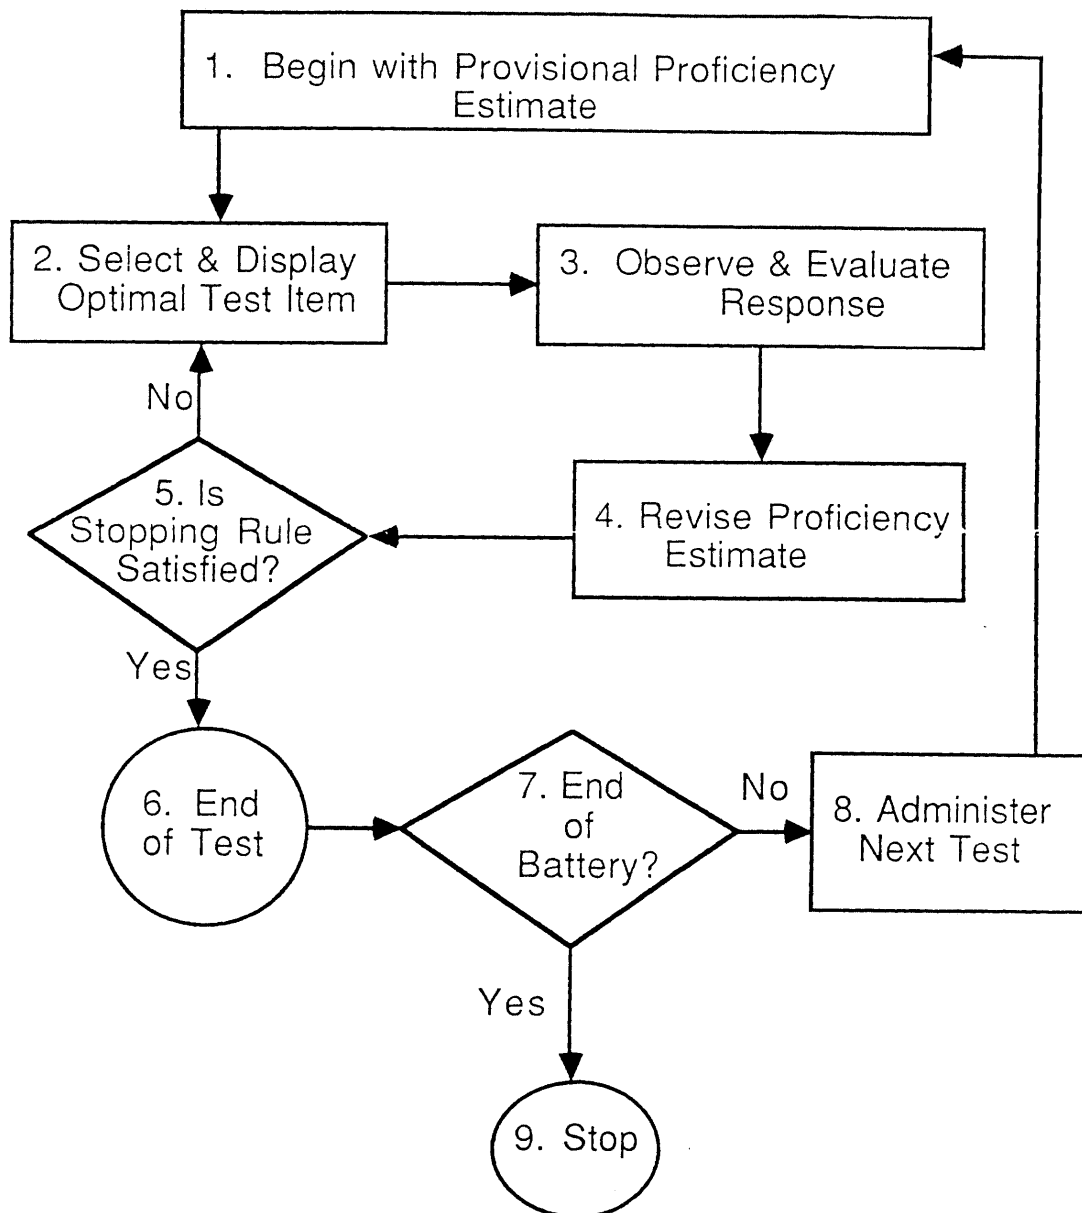 1. Begin with Provisional Proficiency
Estimate
2. Select & Display
Optimal Test Item
3. Observe & Evaluate
Response
No
4. Revise Proficiency
Estimate
5. Is
Stopping Rule
Satisfied?
Yes
6. End
of Test
7. End
of
Battery?
No
8. Administer
Next Test
Yes
9. Stop